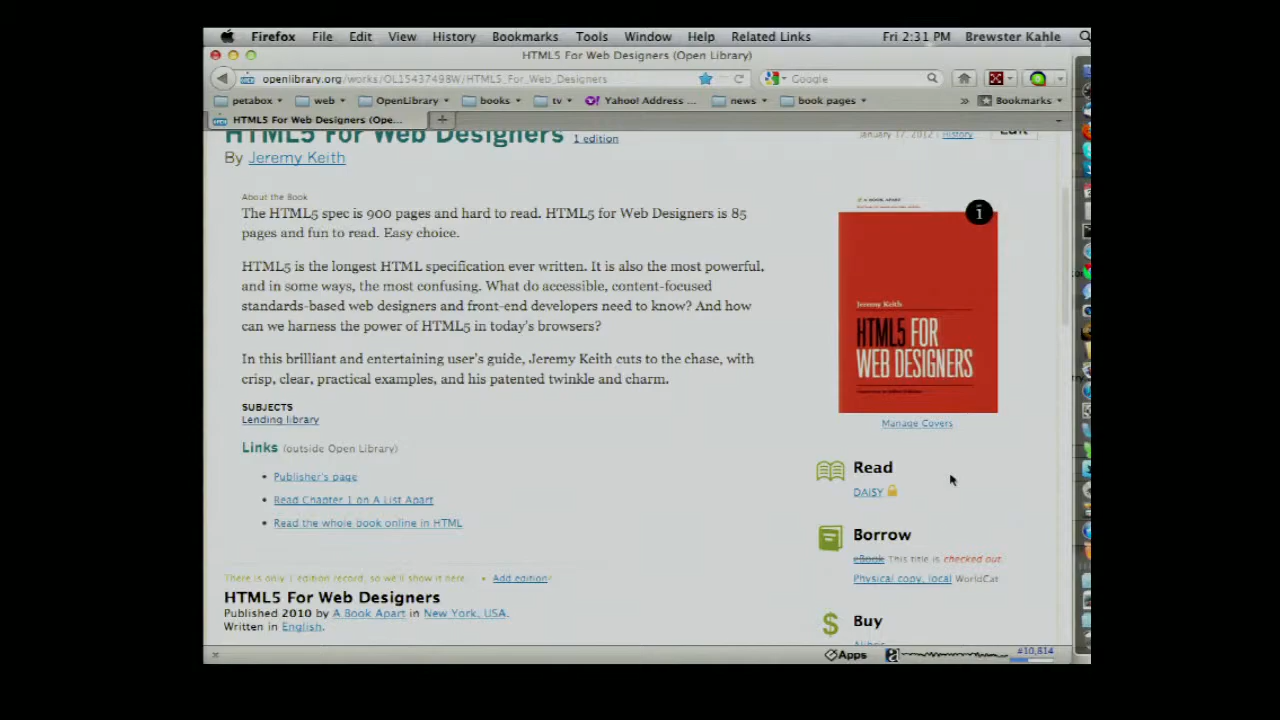 Firefox File Edit View History Bookmarks Tools Window Help Related Links Fri 2:31 PM Brewster Kahle
HTML5 For Web Designers (Open Library)
openlibrary.org/works/OL15437498W/HTML5_For_Web_Designers
Google
petabox web OpenLibrary books tv Yahoo! Address ... news book pages » Bookmarks
HTML5 For Web Designers (Ope...
HTML5 For Web Designers 1 edition
January 17, 2012 History Edit
By Jeremy Keith
About the Book
The HTML5 spec is 900 pages and hard to read. HTML5 for Web Designers is 85
pages and fun to read. Easy choice.
HTML5 is the longest HTML specification ever written. It is also the most powerful,
and in some ways, the most confusing. What do accessible, content-focused
standards-based web designers and front-end developers need to know? And how
can we harness the power of HTML5 in today's browsers?
In this brilliant and entertaining user's guide, Jeremy Keith cuts to the chase, with
crisp, clear, practical examples, and his patented twinkle and charm.
SUBJECTS
Lending library
Links (outside Open Library)
• Publisher's page
• Read Chapter 1 on A List Apart
• Read the whole book online in HTML
There is only 1 edition record, so we'll show it here. • Add edition?
HTML5 For Web Designers
Published 2010 by A Book Apart in New York, USA.
Written in English.
A BOOK APART
i
Jeremy Keith
HTML5 FOR
WEB DESIGNERS
Manage Covers
Read
DAISY
Borrow
eBook This title is checked out.
Physical copy, local WorldCat
$ Buy
Apps
a
#10,814